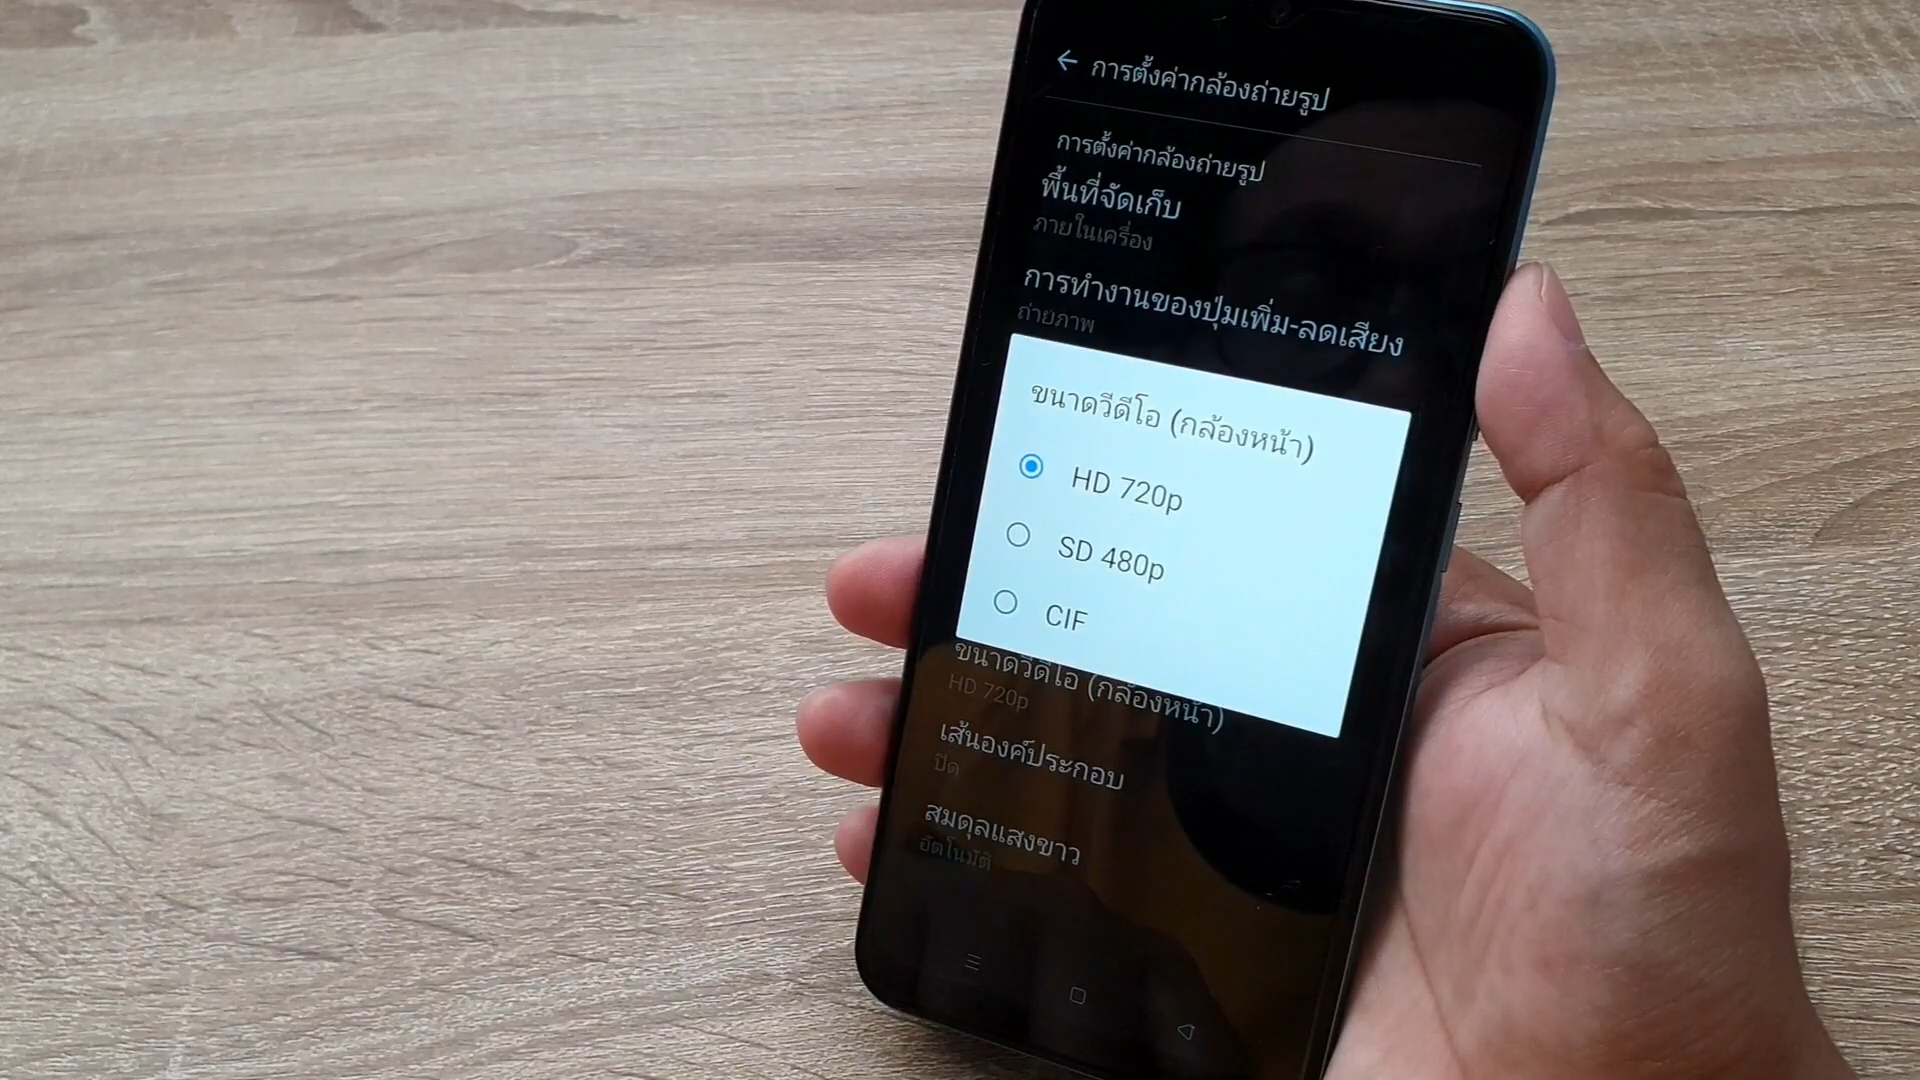 การตั้งค่ากล้องถ่ายรูป
การตั้งค่ากล้องถ่ายรูป
พื้นที่จัดเก็บ
ภายในเครื่อง
การทำงานของปุ่มเพิ่ม-ลดเสียง
ถ่ายภาพ
ขนาดวีดีโอ (กล้องหน้า)
HD 720p
SD 480p
CIF
ขนาดวีดีโอ (กล้องหน้า)
HD 720p
เส้นองค์ประกอบ
ปิด
สมดุลแสงขาว
อัตโนมัติ